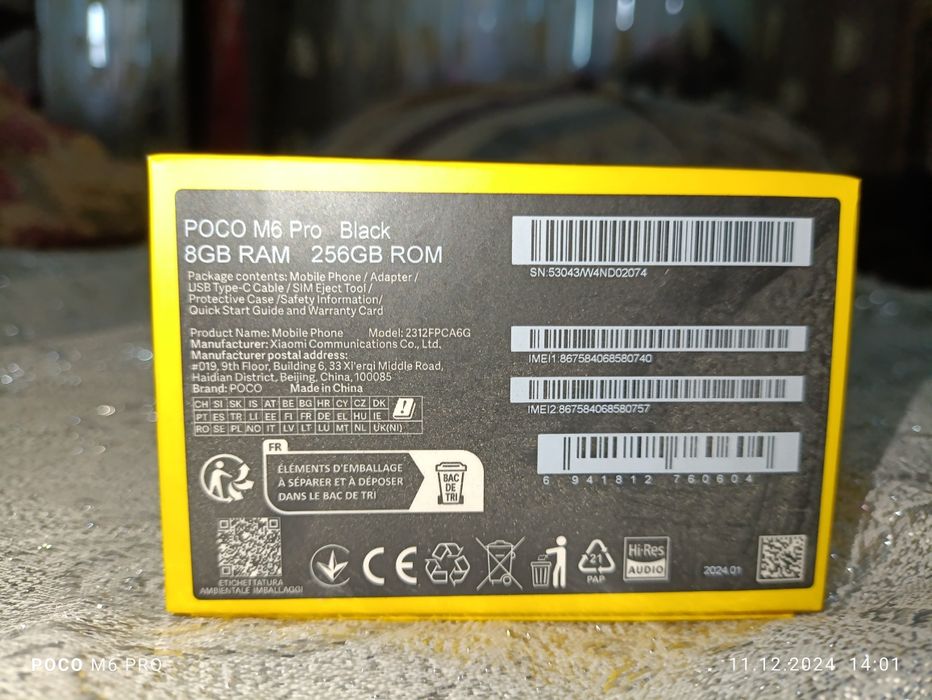 POCO M6 Pro Black
8GB RAM 256GB ROM
Package contents: Mobile Phone / Adapter /
USB Type-C Cable / SIM Eject Tool /
Protective Case /Safety Information/
Quick Start Guide and Warranty Card
Product Name: Mobile Phone Model: 2312FPCA6G
Manufacturer: Xiaomi Communications Co., Ltd.
Manufacturer postal address:
#019, 9th Floor, Building 6, 33 Xi'erqi Middle Road,
Haidian District, Beijing, China, 100085
Brand: POCO Made in China
CH SI SK IS AT BE BG HR CY CZ DK
PT ES TR LI EE FI FR DE EL HU IE
RO SE PL NO IT LV LT LU MT NL UK(NI)
FR
ÉLÉMENTS D'EMBALLAGE
À SÉPARER ET À DÉPOSER
DANS LE BAC DE TRI
BAC
DE
TRI
ETICHETTATURA
AMBIENTALE IMBALLAGGI
CE
21
PAP
Hi-Res
AUDIO
2024.01
SN:53043/W4ND02074
IMEI1:867584068580740
IMEI2:867584068580757
6 941812 760604
POCO M6 PRO
11.12.2024 14:01